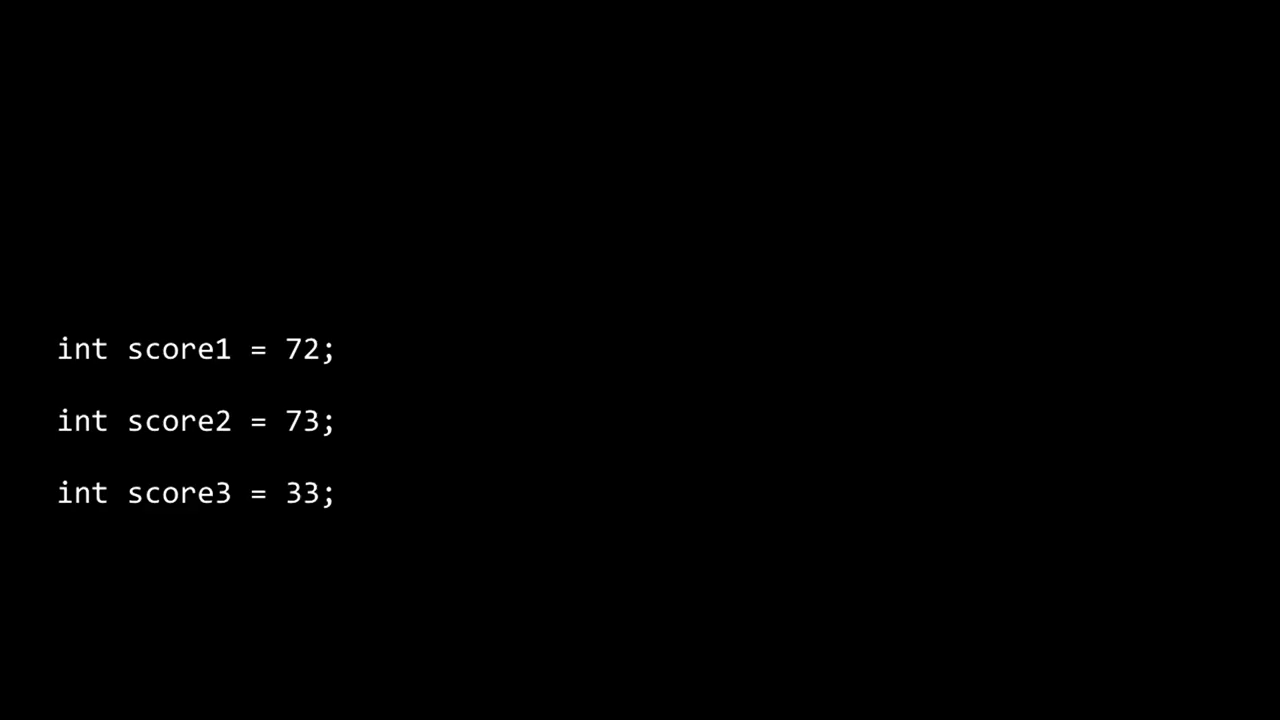 int score1 = 72;
int score2 = 73;
int score3 = 33;